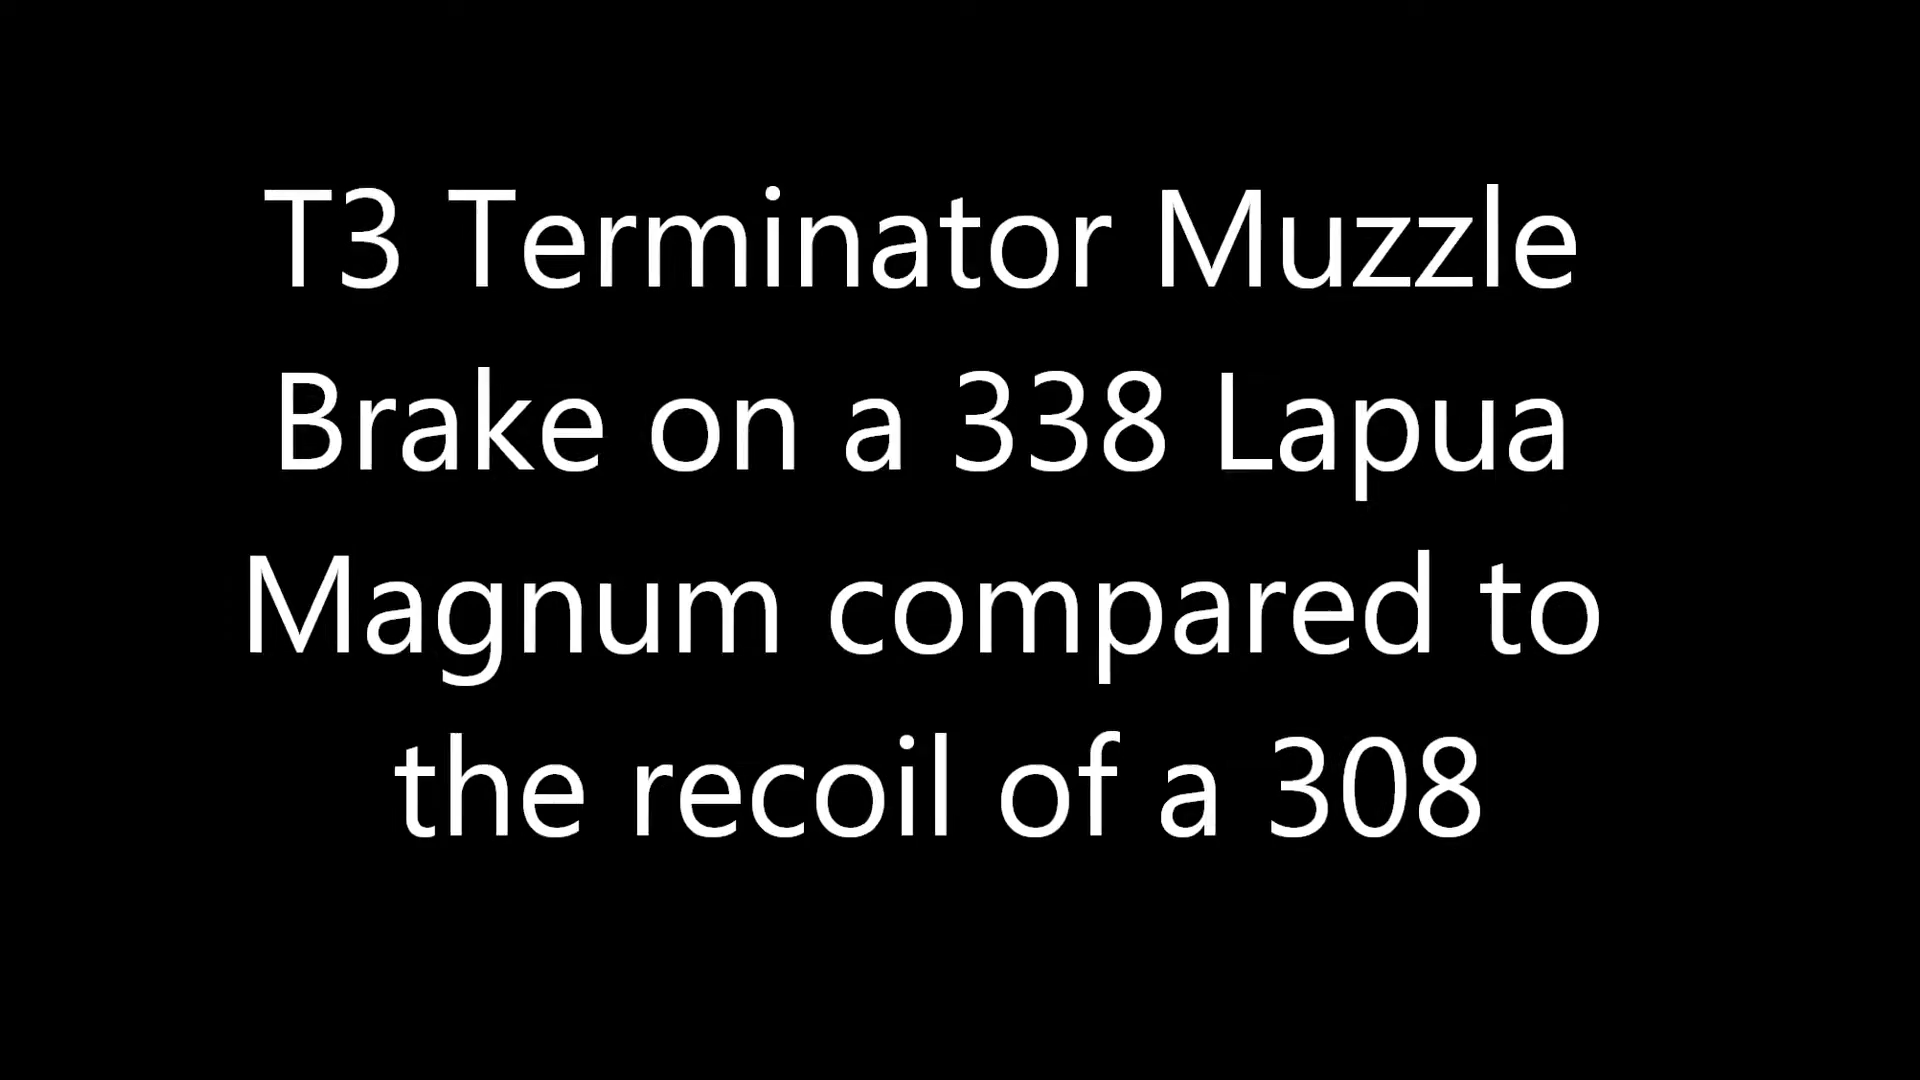 T3 Terminator Muzzle
Brake on a 338 Lapua
Magnum compared to
the recoil of a 308